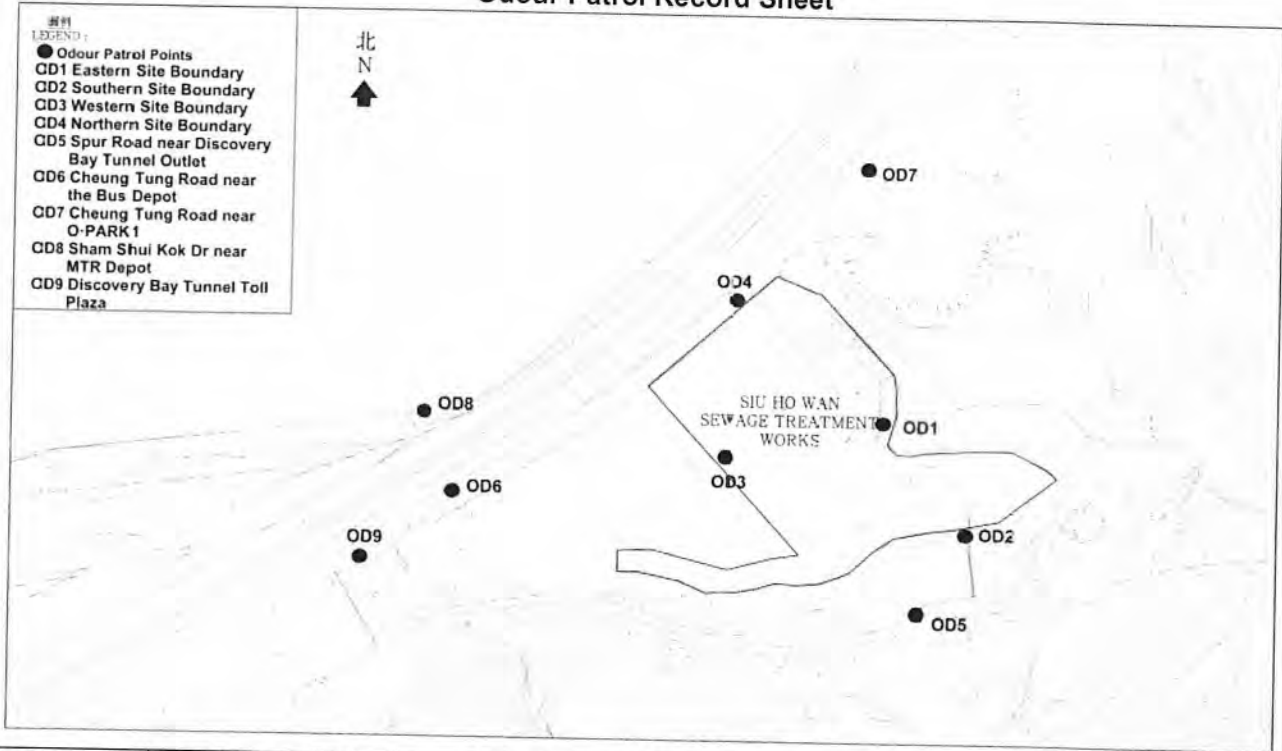 Odour Patrol Record Sheet
LEGEND :
Odour Patrol Points
OD1 Eastern Site Boundary
OD2 Southern Site Boundary
OD3 Western Site Boundary
OD4 Northern Site Boundary
OD5 Spur Road near Discovery
Bay Tunnel Outlet
OD6 Cheung Tung Road near
the Bus Depot
OD7 Cheung Tung Road near
O-PARK1
OD8 Sham Shui Kok Dr near
MTR Depot
OD9 Discovery Bay Tunnel Toll
Plaza
北
N
OD7
OD4
OD8
SIU HO WAN
SEWAGE TREATMENT
WORKS
OD1
OD3
OD6
OD9
OD2
OD5